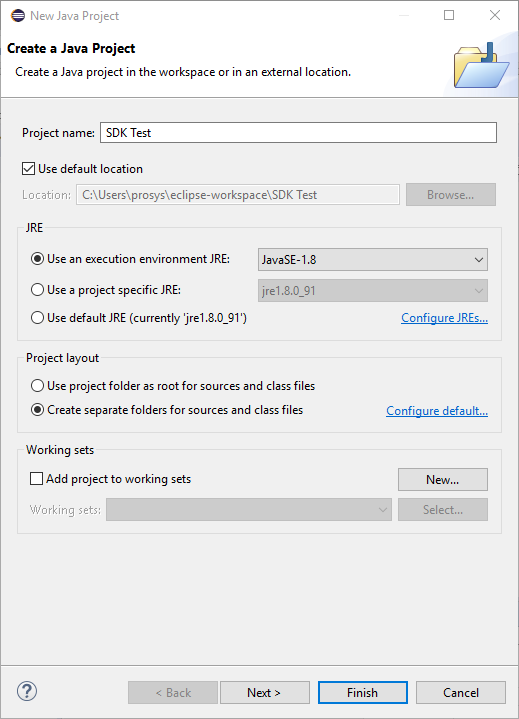 New Java Project
Create a Java Project
Create a Java project in the workspace or in an external location.
Project name: SDK Test
Use default location
Location: C:\Users\prosys\eclipse-workspace\SDK Test Browse...
JRE
Use an execution environment JRE: JavaSE-1.8
Use a project specific JRE: jre1.8.0_91
Use default JRE (currently 'jre1.8.0_91') Configure JREs...
Project layout
Use project folder as root for sources and class files
Create separate folders for sources and class files Configure default...
Working sets
Add project to working sets New...
Working sets: Select...
? < Back Next > Finish Cancel